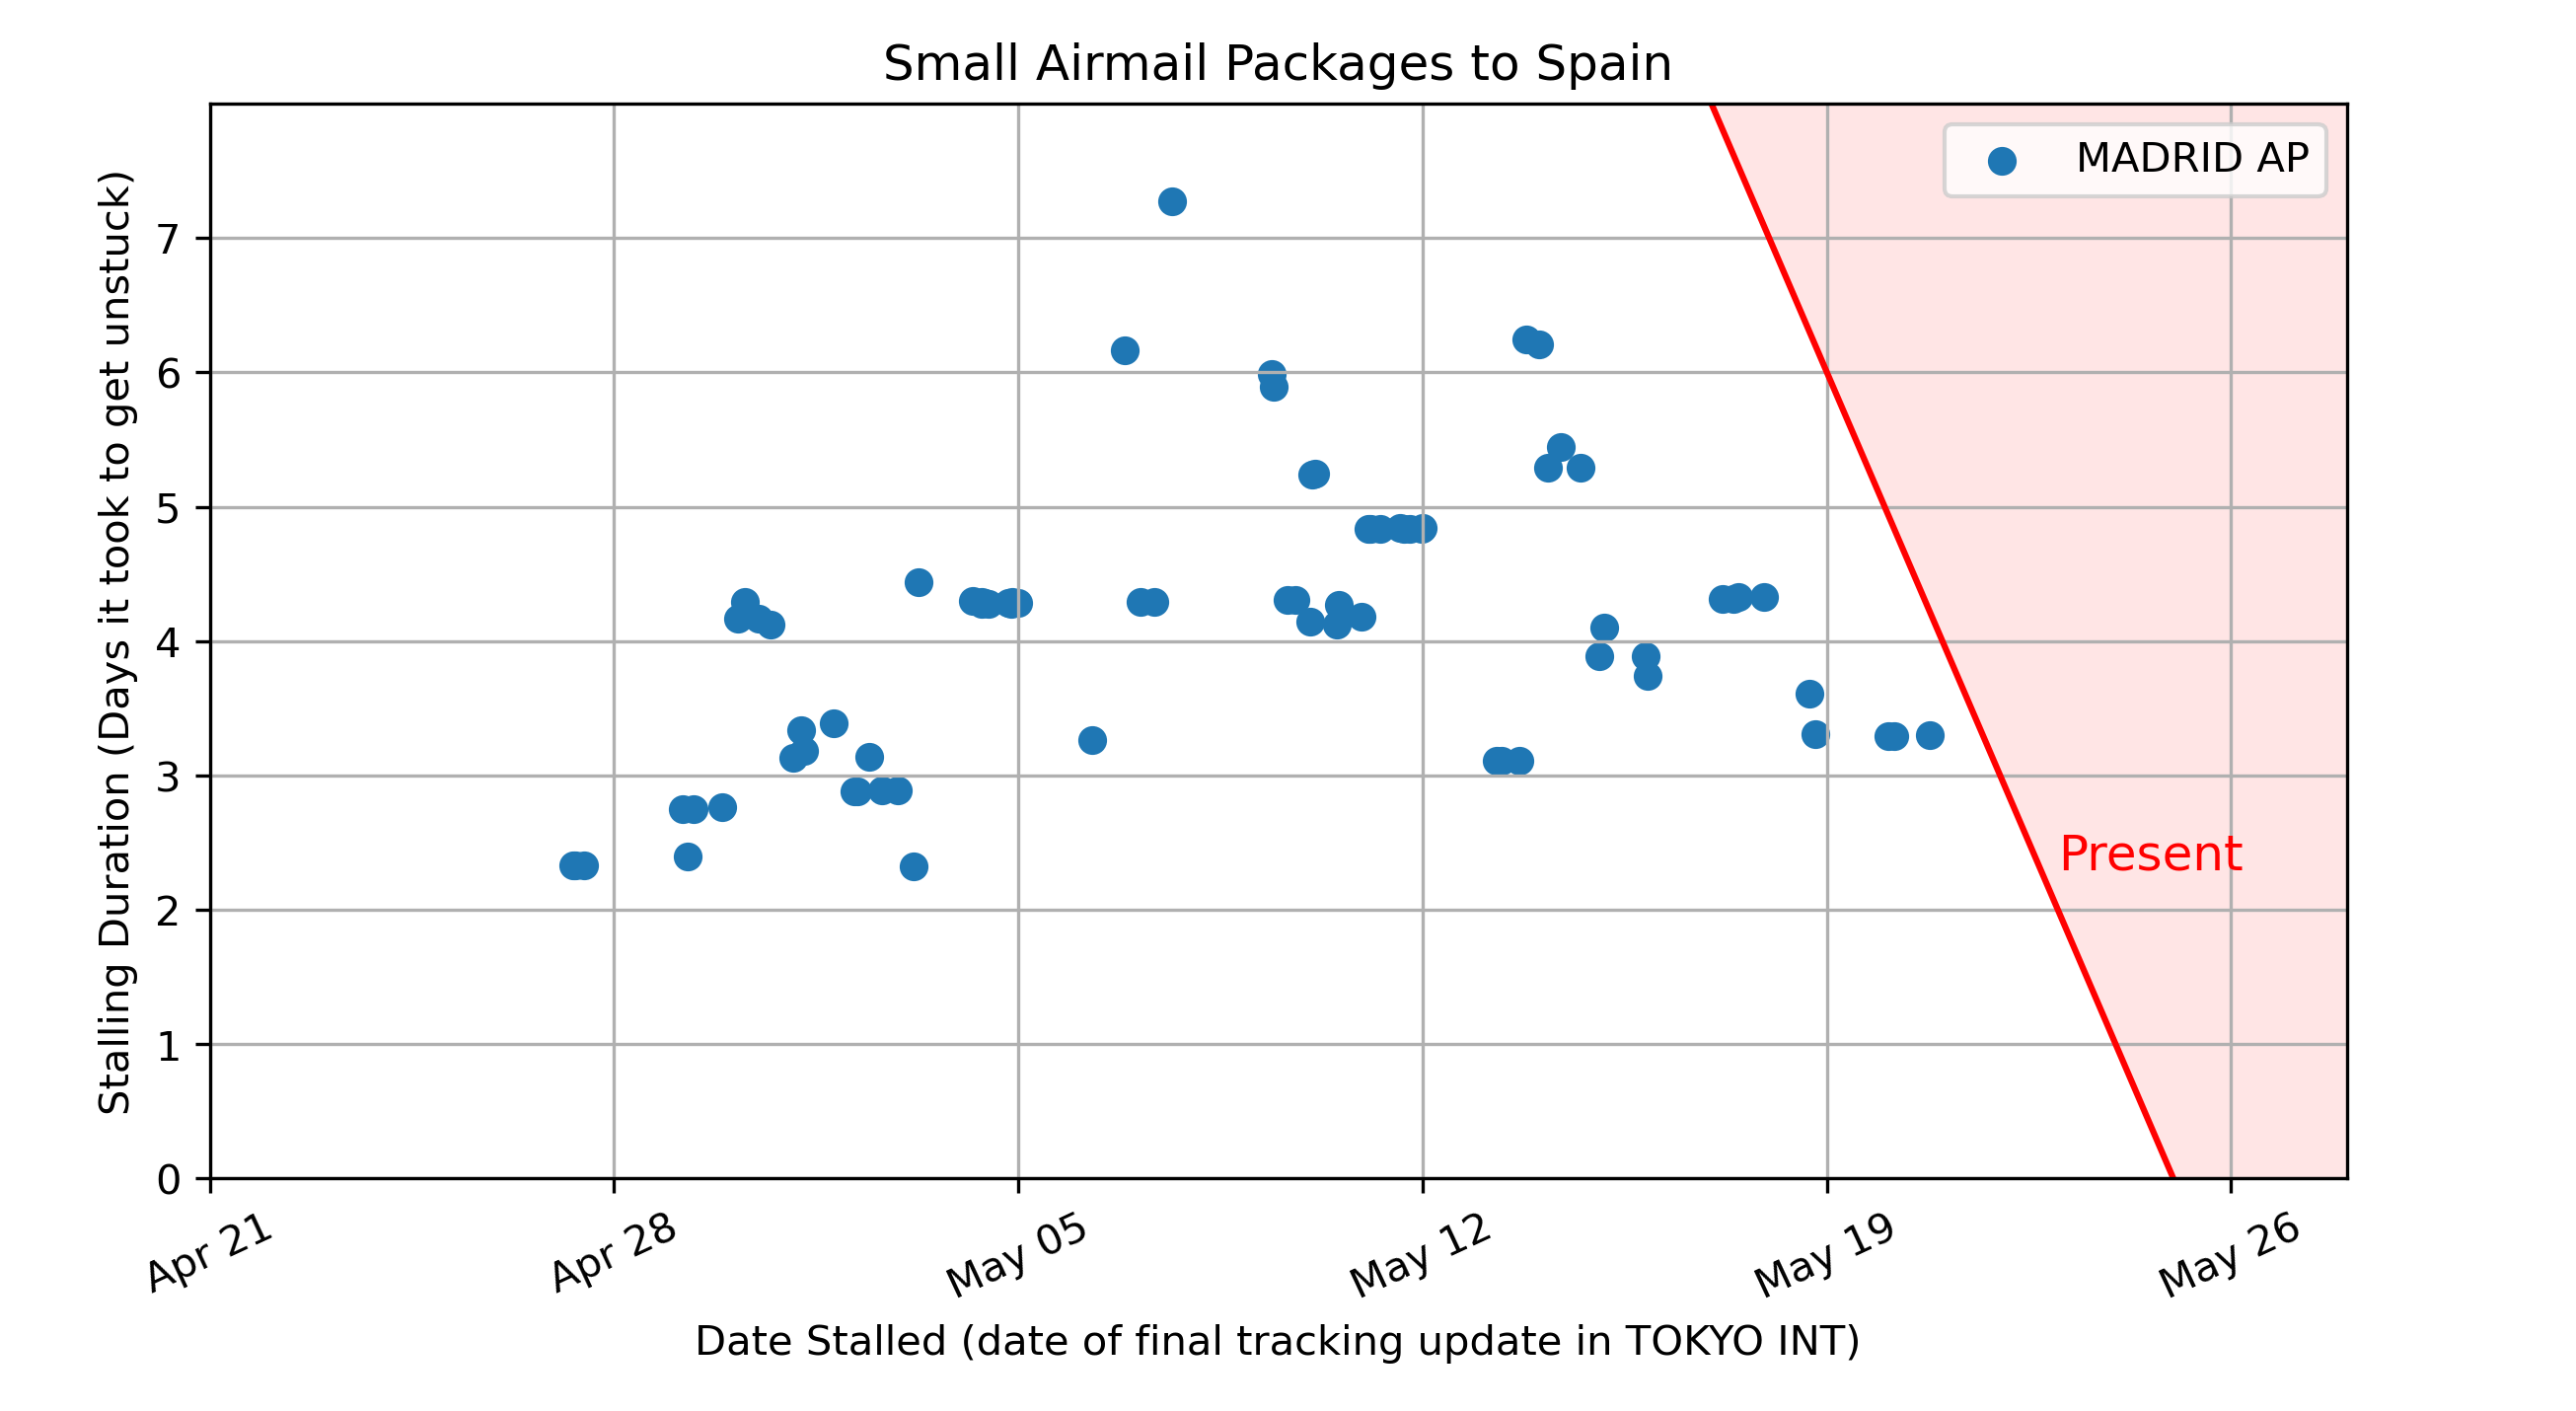 Small Airmail Packages to Spain
MADRID AP
Stalling Duration (Days it took to get unstuck)
7
6
5
4
3
2
1
0
Present
Apr 21
Apr 28
May 05
May 12
May 19
May 26
Date Stalled (date of final tracking update in TOKYO INT)